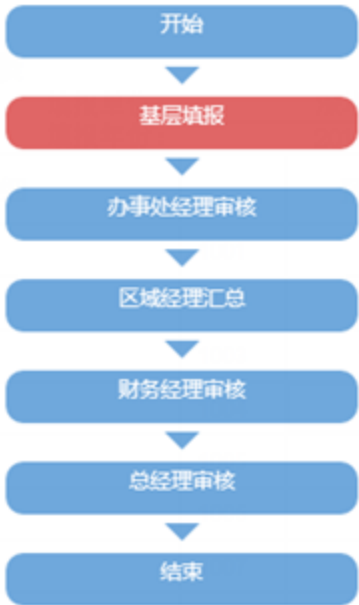 开始
基层填报
办事处经理审核
区域经理汇总
财务经理审核
总经理审核
结束